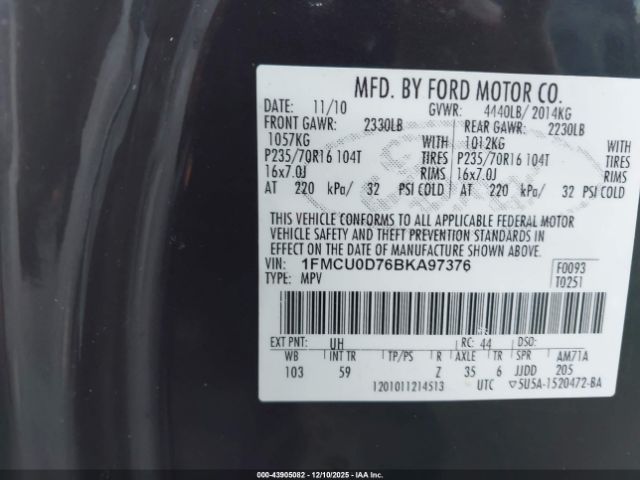 MFD. BY FORD MOTOR CO.
DATE: 11/10 GVWR: 4440LB/ 2014KG
FRONT GAWR: 2330LB REAR GAWR: 2230LB
1057KG WITH 1012KG WITH
P235/70R16 104T TIRES P235/70R16 104T TIRES
16x7.0J RIMS 16x7.0J RIMS
AT 220 kPa/ 32 PSI COLD AT 220 kPa/ 32 PSI COLD
THIS VEHICLE CONFORMS TO ALL APPLICABLE FEDERAL MOTOR
VEHICLE SAFETY AND THEFT PREVENTION STANDARDS IN
EFFECT ON THE DATE OF MANUFACTURE SHOWN ABOVE.
VIN: 1FMCU0D76BKA97376 F0093
TYPE: MPV T0251
EXT PNT: UH RC: 44 DSO:
WB INT TR TP/PS R AXLE TR SPR AM71A
103 59 Z 35 6 JJDD 205
1201011214513 UTC ▽5U5A-1520472-BA
000-43905082 - 12/10/2025 - IAA Inc.